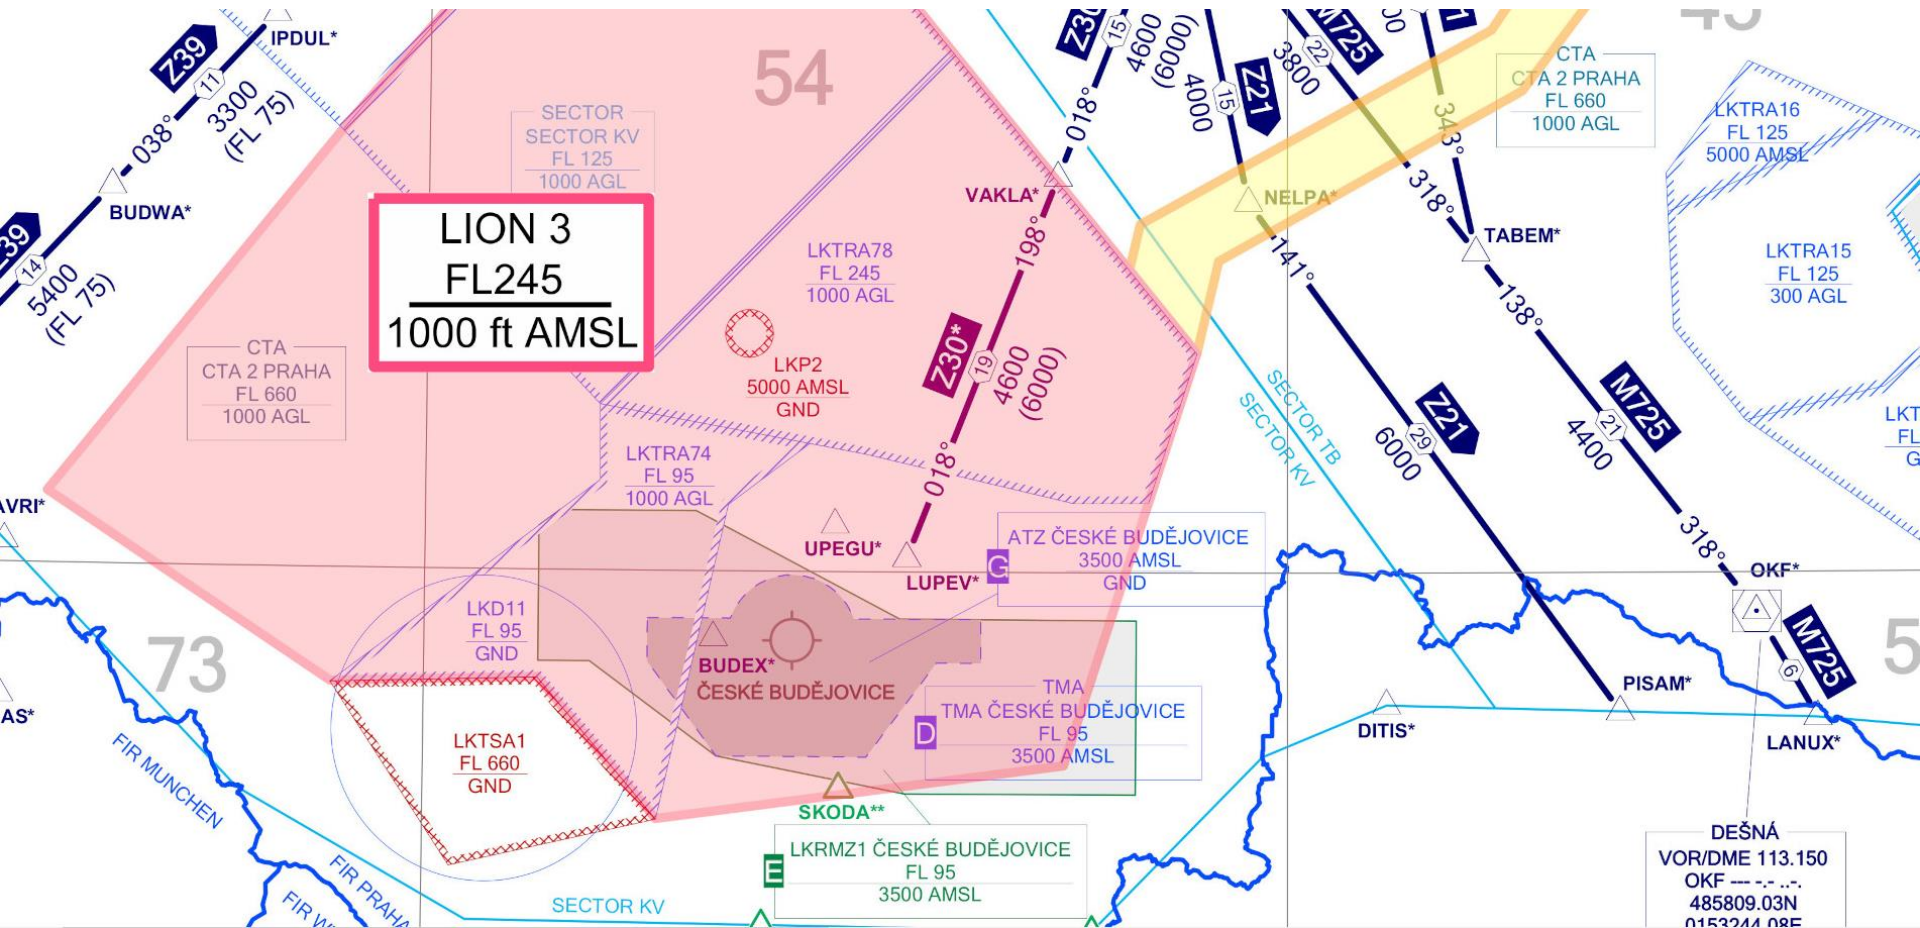 IPDUL*
Z39
11
3300
(FL 75)
038°
BUDWA*
14
5400
(FL 75)
54
SECTOR
SECTOR KV
FL 125
1000 AGL
LION 3
FL245
1000 ft AMSL
CTA
CTA 2 PRAHA
FL 660
1000 AGL
LKTRA78
FL 245
1000 AGL
LKP2
5000 AMSL
GND
LKTRA74
FL 95
1000 AGL
15
4600
(6000)
018°
VAKLA*
198°
Z30*
19
4600
(6000)
018°
UPEGU*
LUPEV*
4000
15
Z21
3800
22
M725
343°
318°
NELPA*
TABEM*
141°
138°
CTA
CTA 2 PRAHA
FL 660
1000 AGL
LKTRA16
FL 125
5000 AMSL
LKTRA15
FL 125
300 AGL
SECTOR TB
SECTOR KV
6000
29
Z21
4400
21
M725
318°
OKF*
M725
6
PISAM*
LANUX*
DITIS*
G
ATZ ČESKÉ BUDĚJOVICE
3500 AMSL
GND
LKD11
FL 95
GND
BUDEX*
ČESKÉ BUDĚJOVICE
D
TMA
TMA ČESKÉ BUDĚJOVICE
FL 95
3500 AMSL
73
AVRI*
AS*
LKTSA1
FL 660
GND
SKODA**
E
LKRMZ1 ČESKÉ BUDĚJOVICE
FL 95
3500 AMSL
FIR MUNCHEN
FIR PRAHA
SECTOR KV
DEŠNÁ
VOR/DME 113.150
OKF --- -.- ..-.
485809.03N
0153244.08E